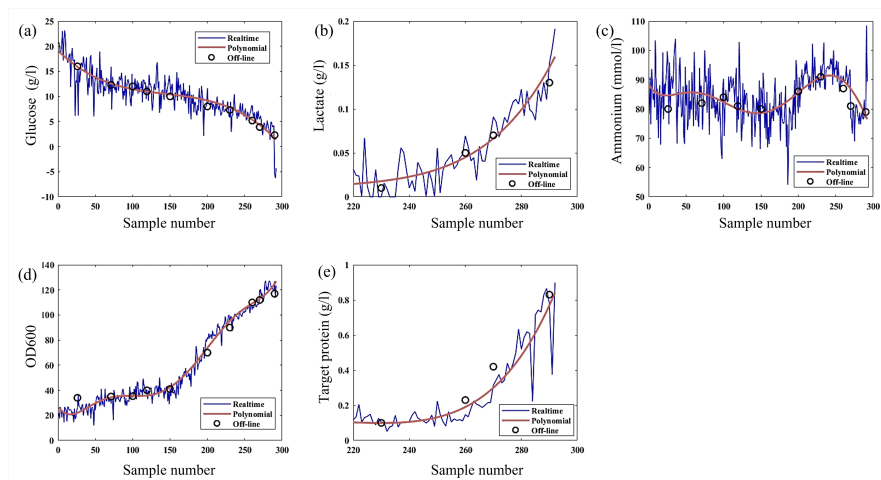 (a)
25
20
15
10
5
0
-5
-10
Glucose (g/l)
0 50 100 150 200 250 300
Sample number
Realtime
Polynomial
Off-line
(b)
0.2
0.15
0.1
0.05
0
Lactate (g/l)
220 240 260 280 300
Sample number
Realtime
Polynomial
Off-line
(c)
110
100
90
80
70
60
50
Ammonium (mmol/l)
0 50 100 150 200 250 300
Sample number
Realtime
Polynomial
Off-line
(d)
140
120
100
80
60
40
20
0
OD600
0 50 100 150 200 250 300
Sample number
Realtime
Polynomial
Off-line
(e)
1
0.8
0.6
0.4
0.2
0
Target protein (g/l)
220 240 260 280 300
Sample number
Realtime
Polynomial
Off-line